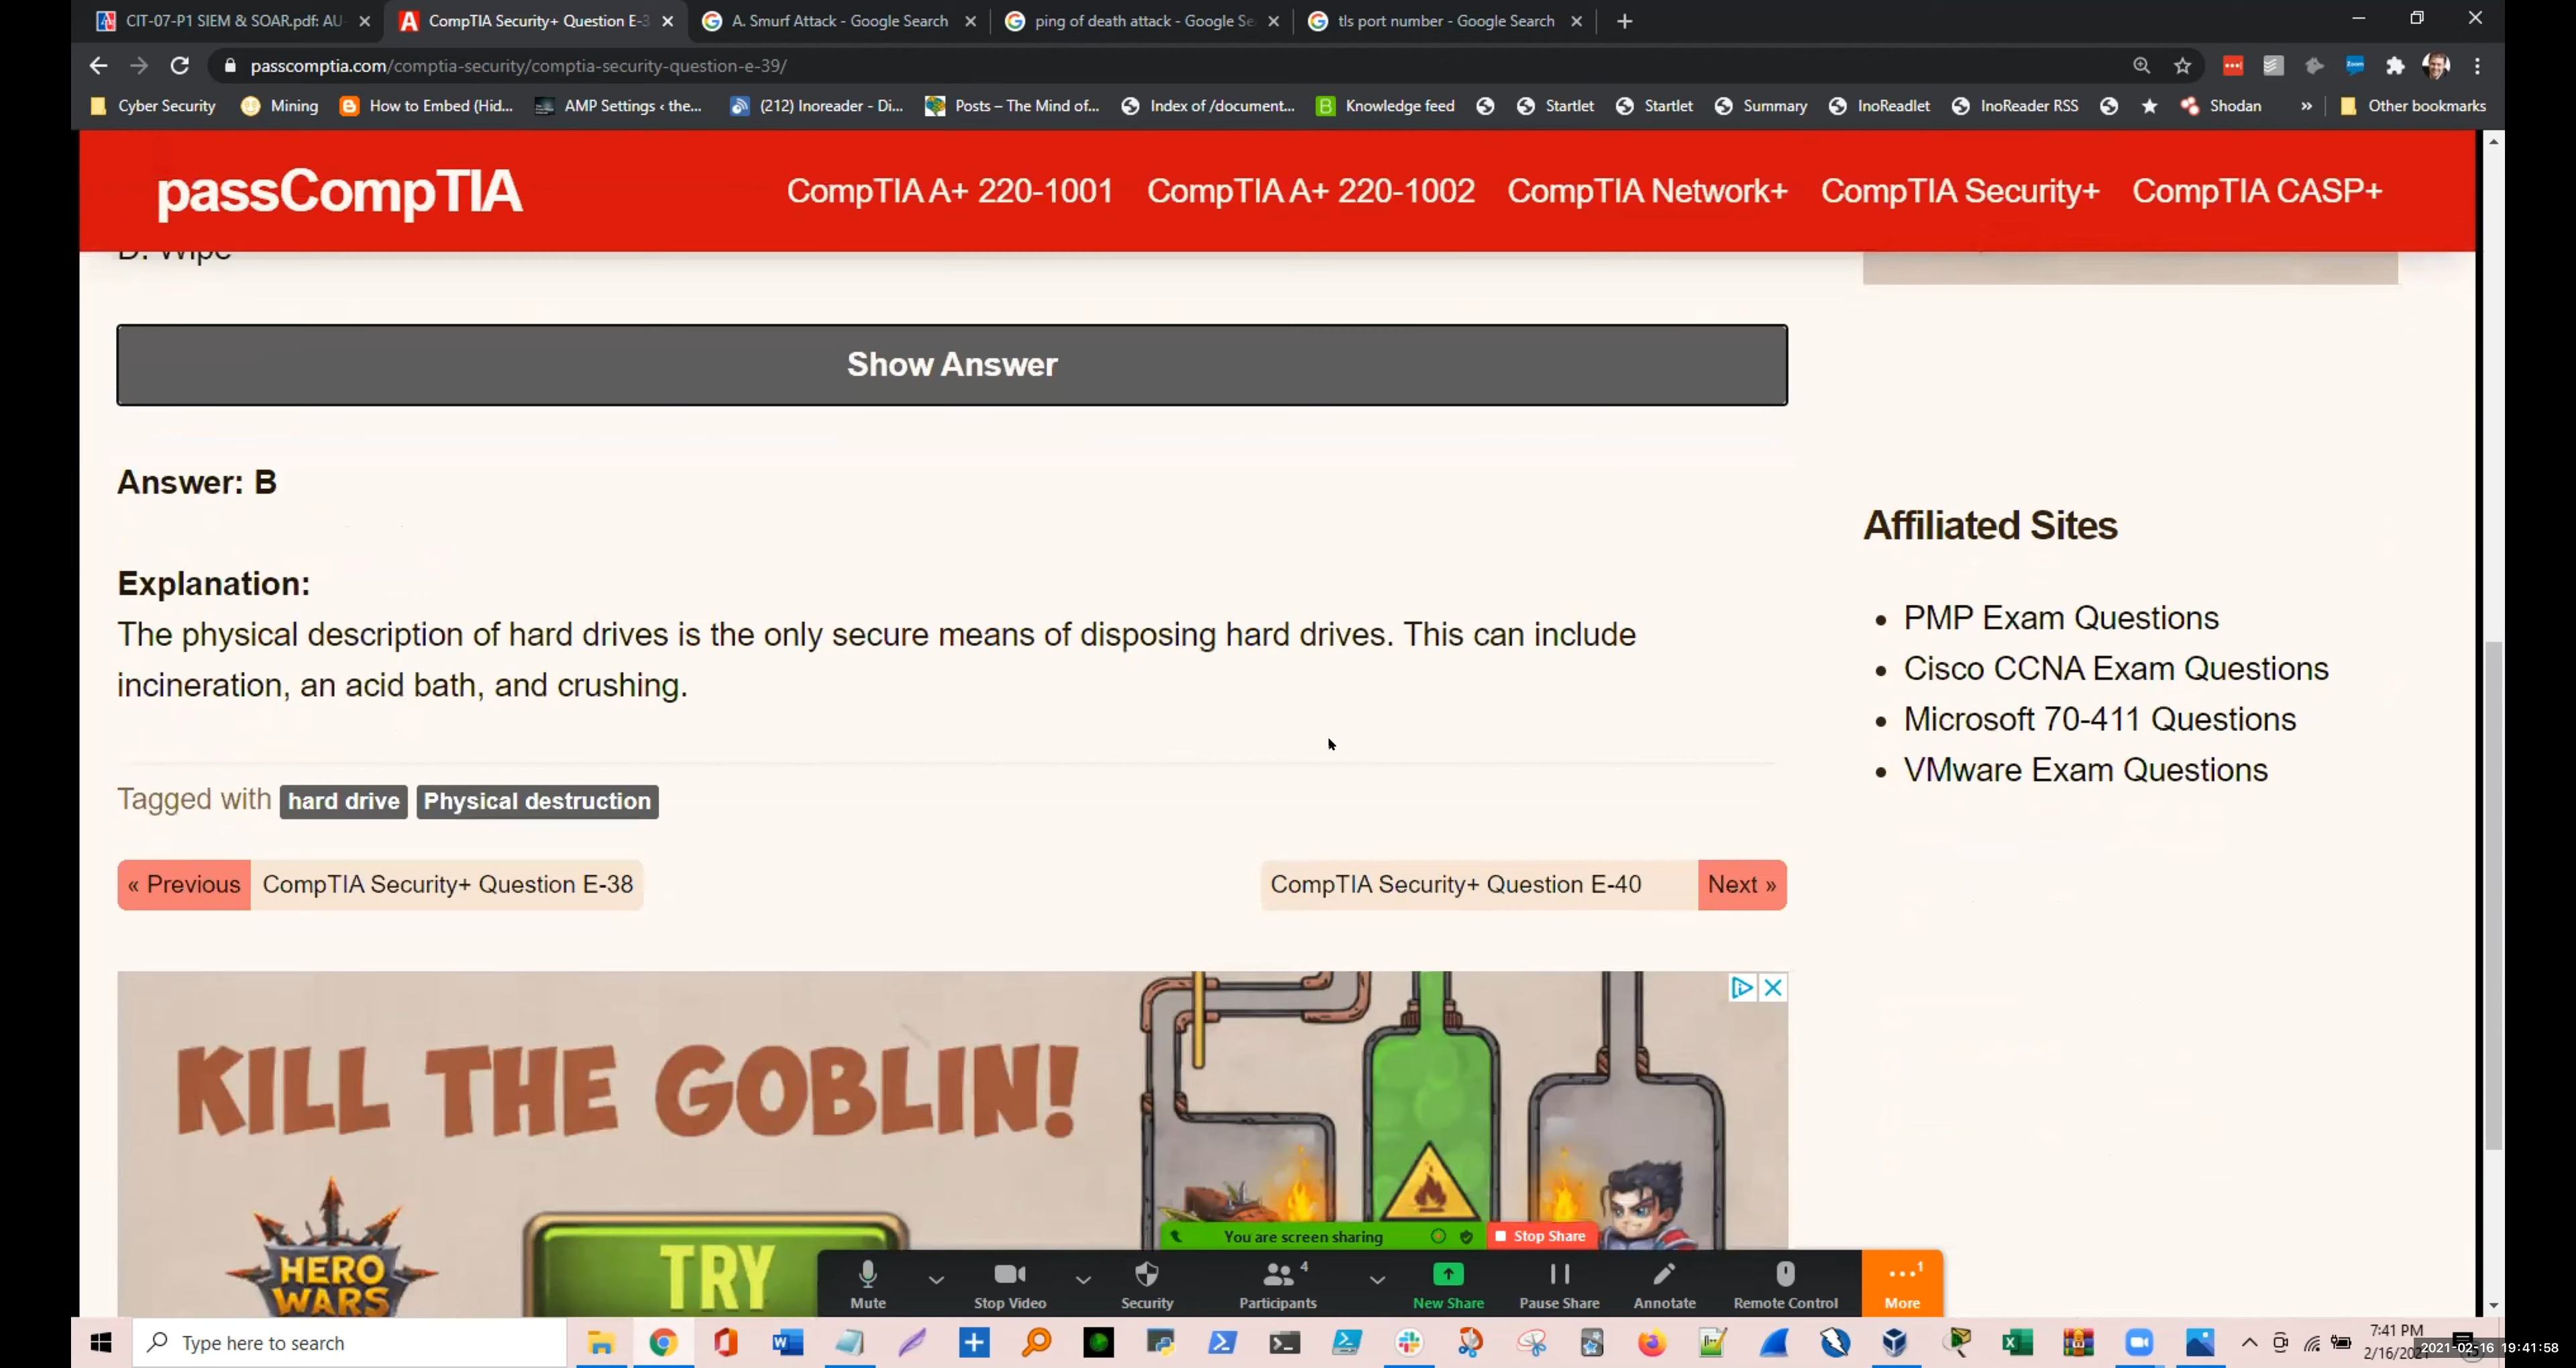 CIT-07-P1 SIEM & SOAR.pdf: AU
CompTIA Security+ Question E-3
A. Smurf Attack - Google Search
ping of death attack - Google Se
tls port number - Google Search
passcomptia.com/comptia-security/comptia-security-question-e-39/
Cyber Security
Mining
How to Embed (Hid...
AMP Settings ‹ the...
(212) Inoreader - Di...
Posts – The Mind of...
Index of /document...
Knowledge feed
Startlet
Startlet
Summary
InoReadlet
InoReader RSS
Shodan
»
Other bookmarks
passCompTIA
CompTIA A+ 220-1001
CompTIA A+ 220-1002
CompTIA Network+
CompTIA Security+
CompTIA CASP+
D. Wipe
Show Answer
Answer: B
Explanation:
The physical description of hard drives is the only secure means of disposing hard drives. This can include
incineration, an acid bath, and crushing.
Tagged with hard drive Physical destruction
« Previous CompTIA Security+ Question E-38
CompTIA Security+ Question E-40 Next »
Affiliated Sites
• PMP Exam Questions
• Cisco CCNA Exam Questions
• Microsoft 70-411 Questions
• VMware Exam Questions
KILL THE GOBLIN!
HERO
WARS
TRY
You are screen sharing
Stop Share
Mute
Stop Video
Security
Participants
4
New Share
Pause Share
Annotate
Remote Control
More
1
Type here to search
7:41 PM
2/16/202
2021-02-16 19:41:58